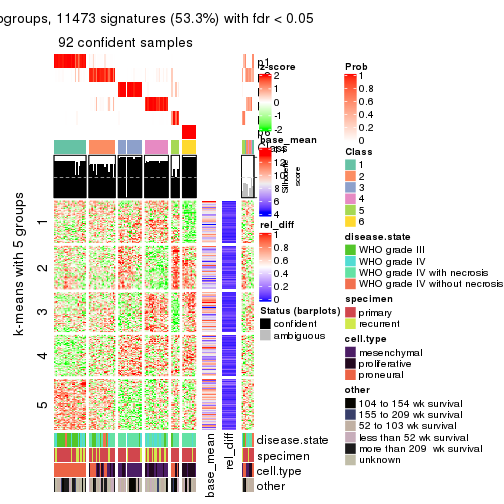 ogroups, 11473 signatures (53.3%) with fdr < 0.05
92 confident samples
p1
z-score
2
1
0
-1
-2
base_mean
14
12
10
8
6
4
Silhouette
score
rel_diff
1
0.8
0.6
0.4
0.2
0
Status (barplots)
confident
ambiguous
Prob
1
0.8
0.6
0.4
0.2
0
Class
1
2
3
4
5
6
disease.state
WHO grade III
WHO grade IV
WHO grade IV with necrosis
WHO grade IV without necrosis
specimen
primary
recurrent
cell.type
mesenchymal
proliferative
proneural
other
104 to 154 wk survival
155 to 209 wk survival
52 to 103 wk survival
less than 52 wk survival
more than 209 wk survival
unknown
k-means with 5 groups
1
2
3
4
5
disease.state
specimen
cell.type
other
base_mean
rel_diff